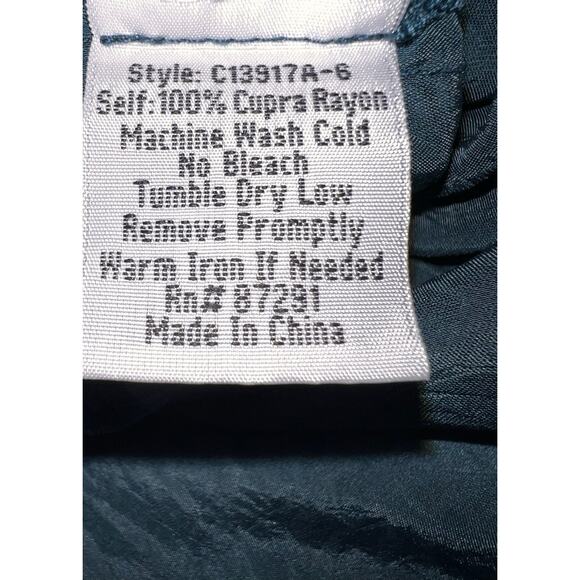 Style: C13917A-6
Self:100% Cupra Rayon
Machine Wash Cold
No Bleach
Tumble Dry Low
Remove Promptly
Warm Iron If Needed
Rn# 87291
Made In China